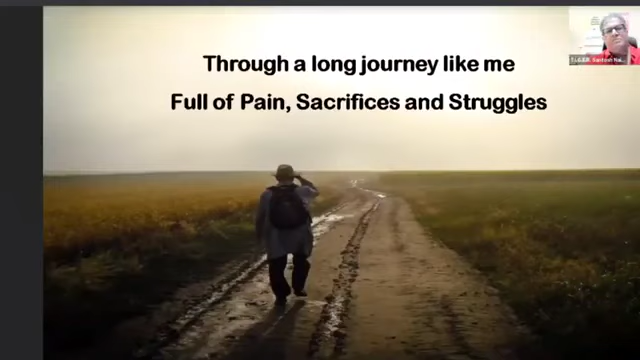 Through a long journey like me
Full of Pain, Sacrifices and Struggles